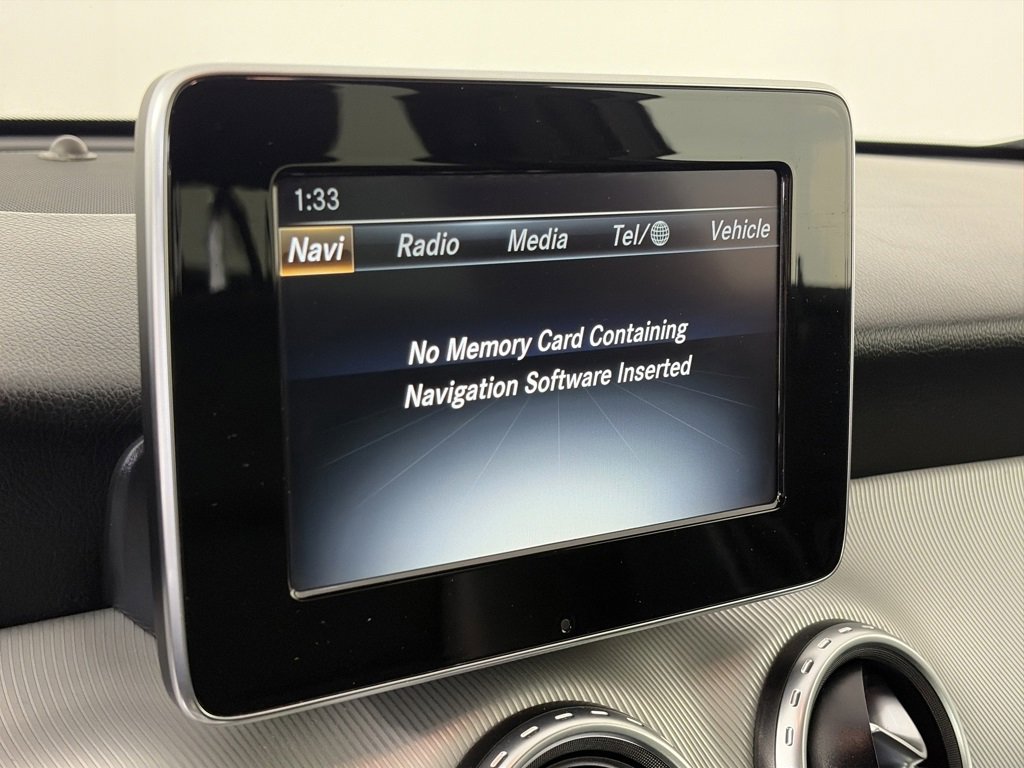 1:33
Navi Radio Media Tel/ Vehicle
No Memory Card Containing
Navigation Software Inserted